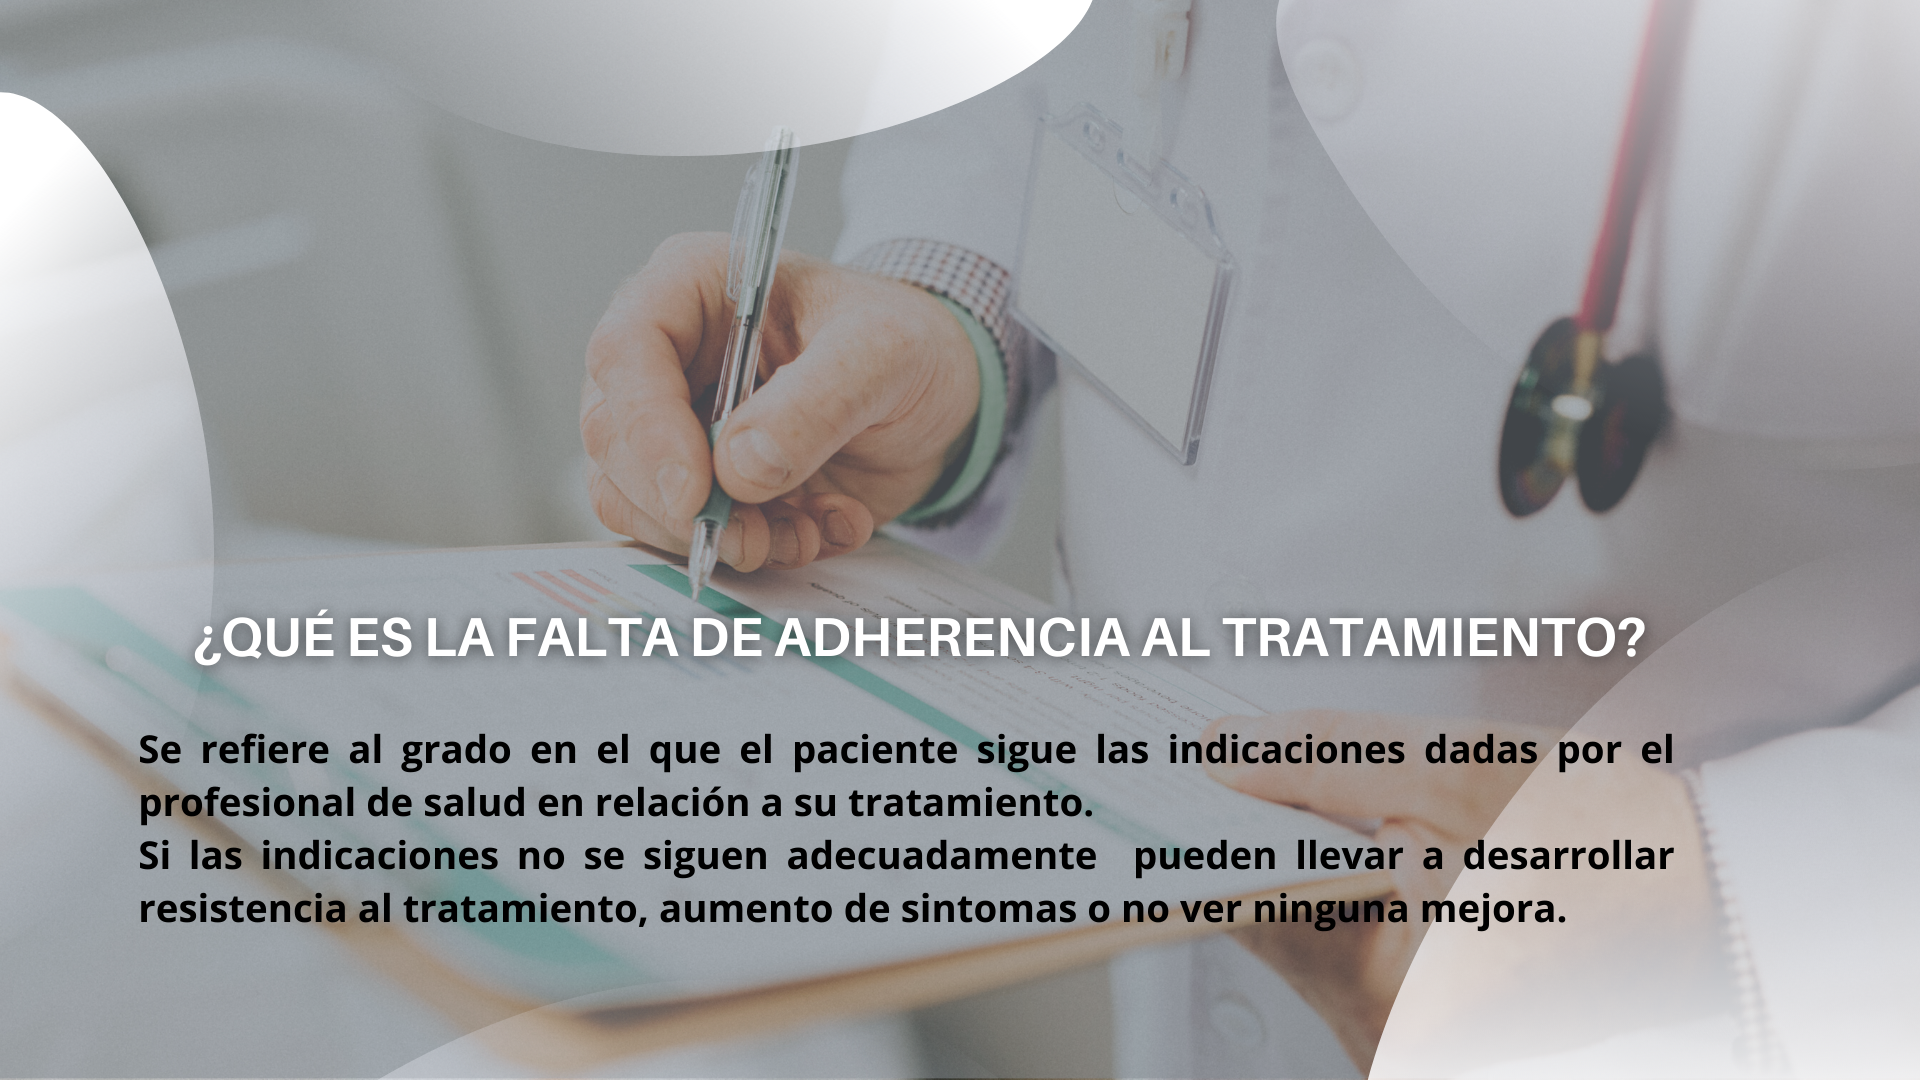 ¿QUÉ ES LA FALTA DE ADHERENCIA AL TRATAMIENTO?
Se refiere al grado en el que el paciente sigue las indicaciones dadas por el
profesional de salud en relación a su tratamiento.
Si las indicaciones no se siguen adecuadamente pueden llevar a desarrollar
resistencia al tratamiento, aumento de sintomas o no ver ninguna mejora.